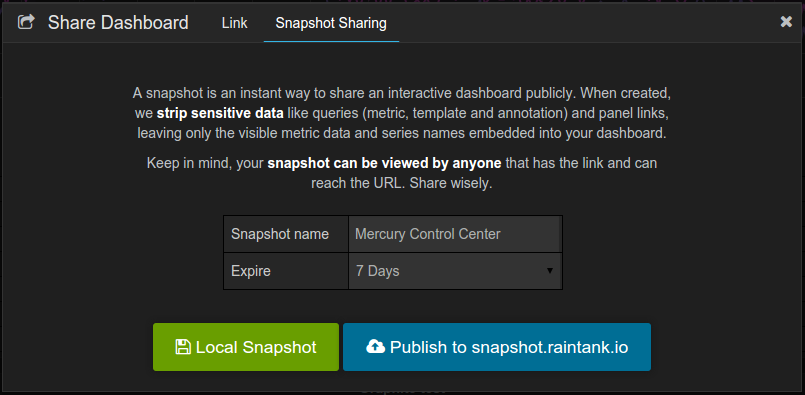 Share Dashboard Link Snapshot Sharing
A snapshot is an instant way to share an interactive dashboard publicly. When created,
we strip sensitive data like queries (metric, template and annotation) and panel links,
leaving only the visible metric data and series names embedded into your dashboard.
Keep in mind, your snapshot can be viewed by anyone that has the link and can
reach the URL. Share wisely.
Snapshot name Mercury Control Center
Expire 7 Days
Local Snapshot Publish to snapshot.raintank.io